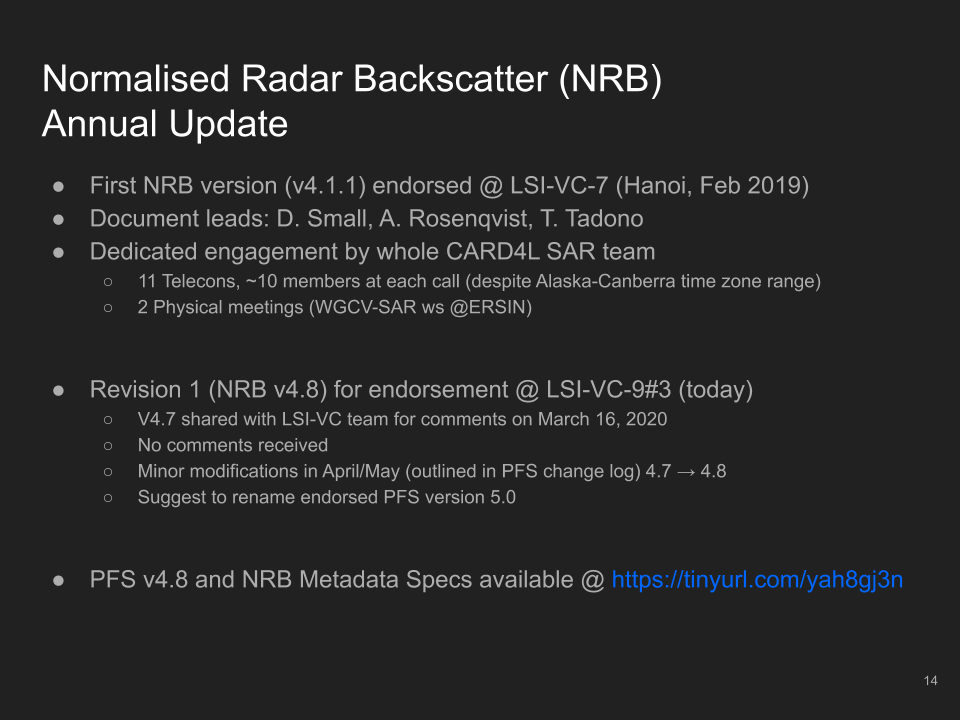 Normalised Radar Backscatter (NRB)
Annual Update
● First NRB version (v4.1.1) endorsed @ LSI-VC-7 (Hanoi, Feb 2019)
● Document leads: D. Small, A. Rosenqvist, T. Tadono
● Dedicated engagement by whole CARD4L SAR team
○ 11 Telecons, ~10 members at each call (despite Alaska-Canberra time zone range)
○ 2 Physical meetings (WGCV-SAR ws @ERSIN)
● Revision 1 (NRB v4.8) for endorsement @ LSI-VC-9#3 (today)
○ V4.7 shared with LSI-VC team for comments on March 16, 2020
○ No comments received
○ Minor modifications in April/May (outlined in PFS change log) 4.7 → 4.8
○ Suggest to rename endorsed PFS version 5.0
● PFS v4.8 and NRB Metadata Specs available @ https://tinyurl.com/yah8gj3n
14